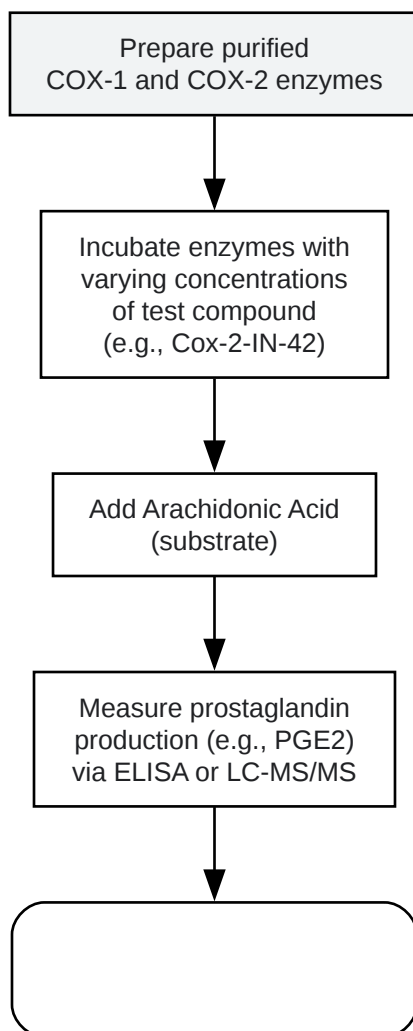 Prepare purified
COX-1 and COX-2 enzymes
Incubate enzymes with
varying concentrations
of test compound
(e.g., Cox-2-IN-42)
Add Arachidonic Acid
(substrate)
Measure prostaglandin
production (e.g., PGE2)
via ELISA or LC-MS/MS